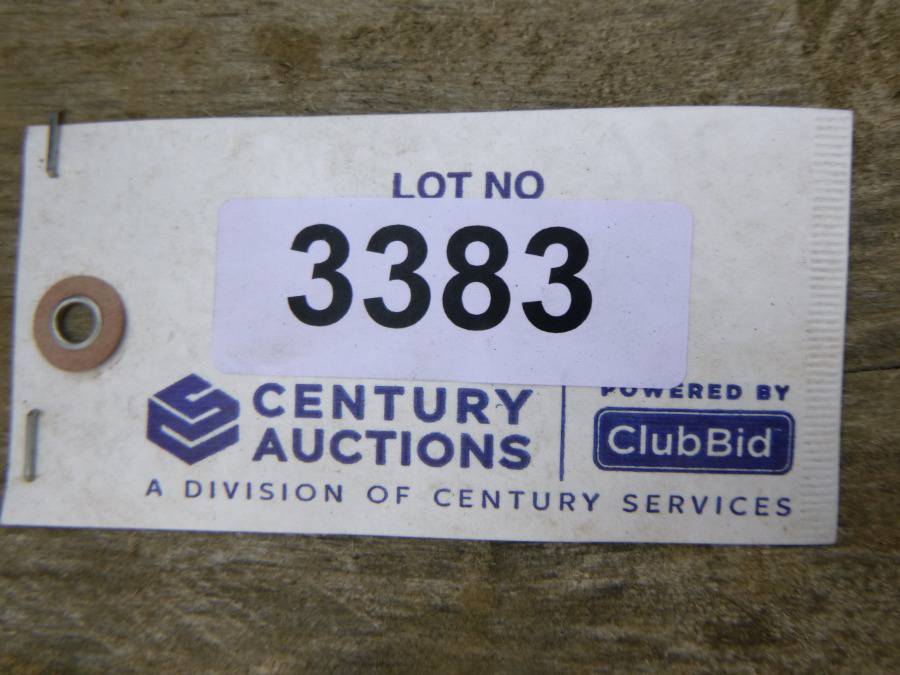 LOT NO
3383
CENTURY
AUCTIONS
POWERED BY
ClubBid
A DIVISION OF CENTURY SERVICES